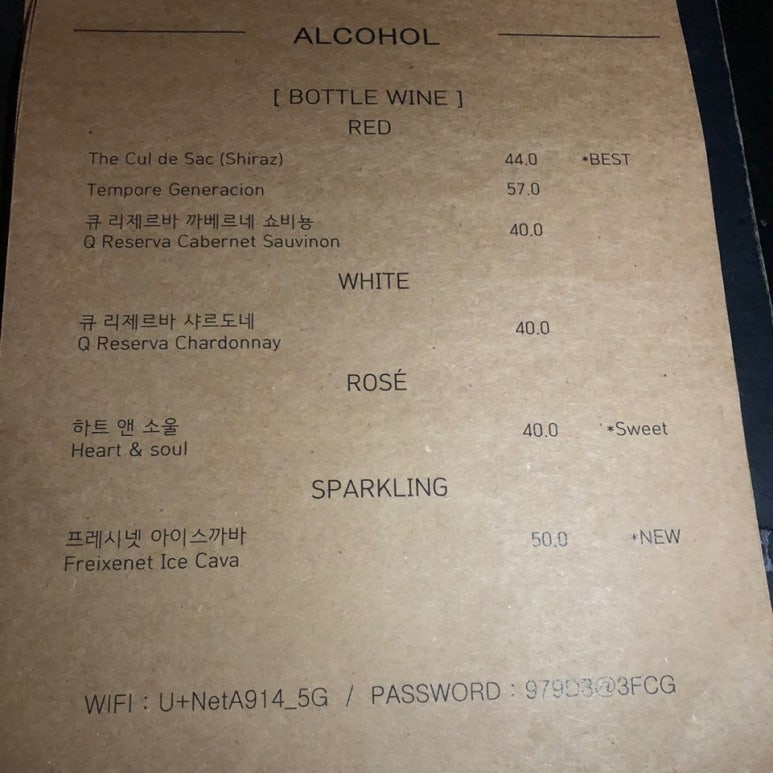 ALCOHOL
[ BOTTLE WINE ]
RED
The Cul de Sac (Shiraz) 44.0 *BEST
Tempore Generacion 57.0
큐 리제르바 까베르네 쇼비뇽
Q Reserva Cabernet Sauvinon 40.0
WHITE
큐 리제르바 샤르도네
Q Reserva Chardonnay 40.0
ROSÉ
하트 앤 소울
Heart & soul 40.0 *Sweet
SPARKLING
프레시넷 아이스까바
Freixenet Ice Cava 50.0 *NEW
WIFI : U+NetA914_5G / PASSWORD :